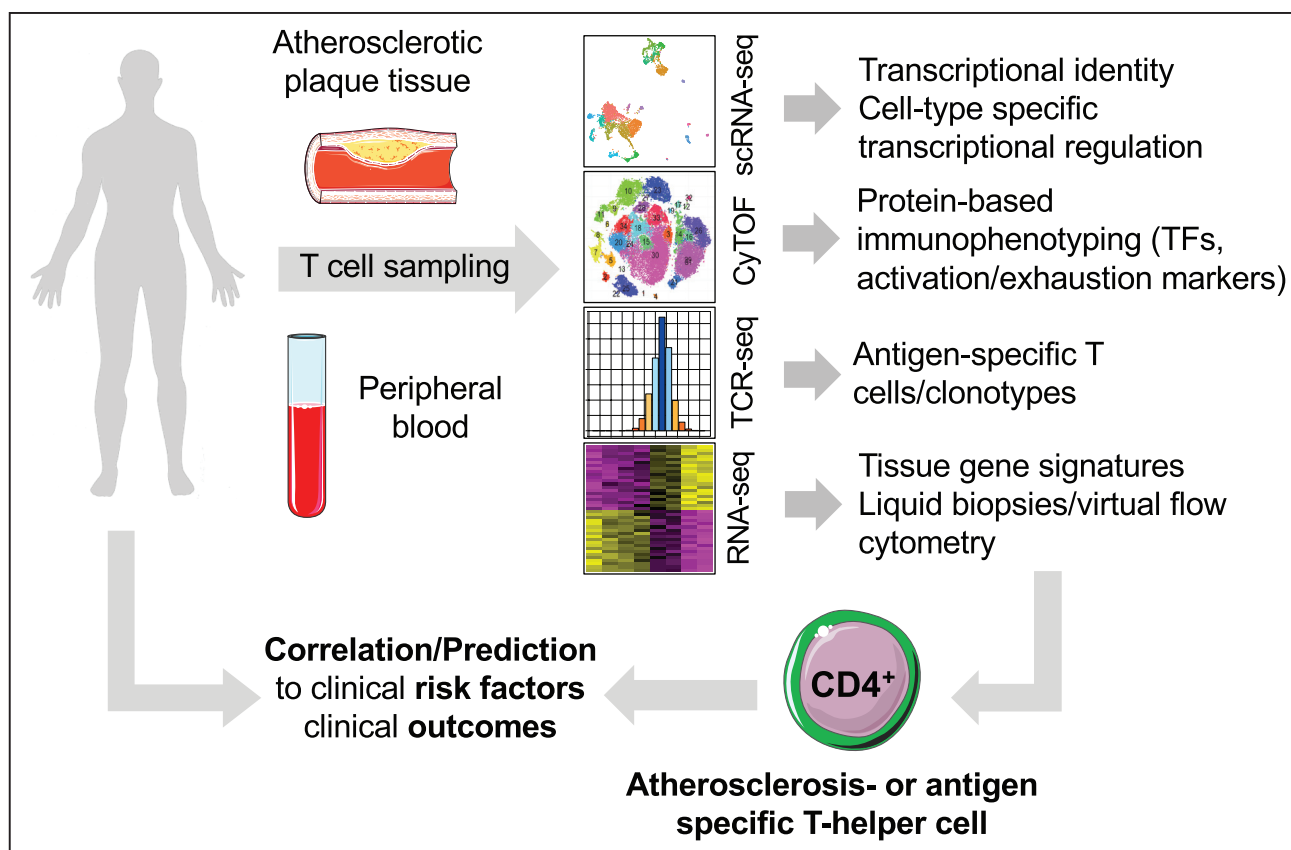 Atherosclerotic
plaque tissue
T cell sampling
Peripheral
blood
scRNA-seq
Transcriptional identity
Cell-type specific
transcriptional regulation
CyTOF
Protein-based
immunophenotyping (TFs,
activation/exhaustion markers)
TCR-seq
Antigen-specific T
cells/clonotypes
RNA-seq
Tissue gene signatures
Liquid biopsies/virtual flow
cytometry
Correlation/Prediction
to clinical risk factors
clinical outcomes
CD4⁺
Atherosclerosis- or antigen
specific T-helper cell